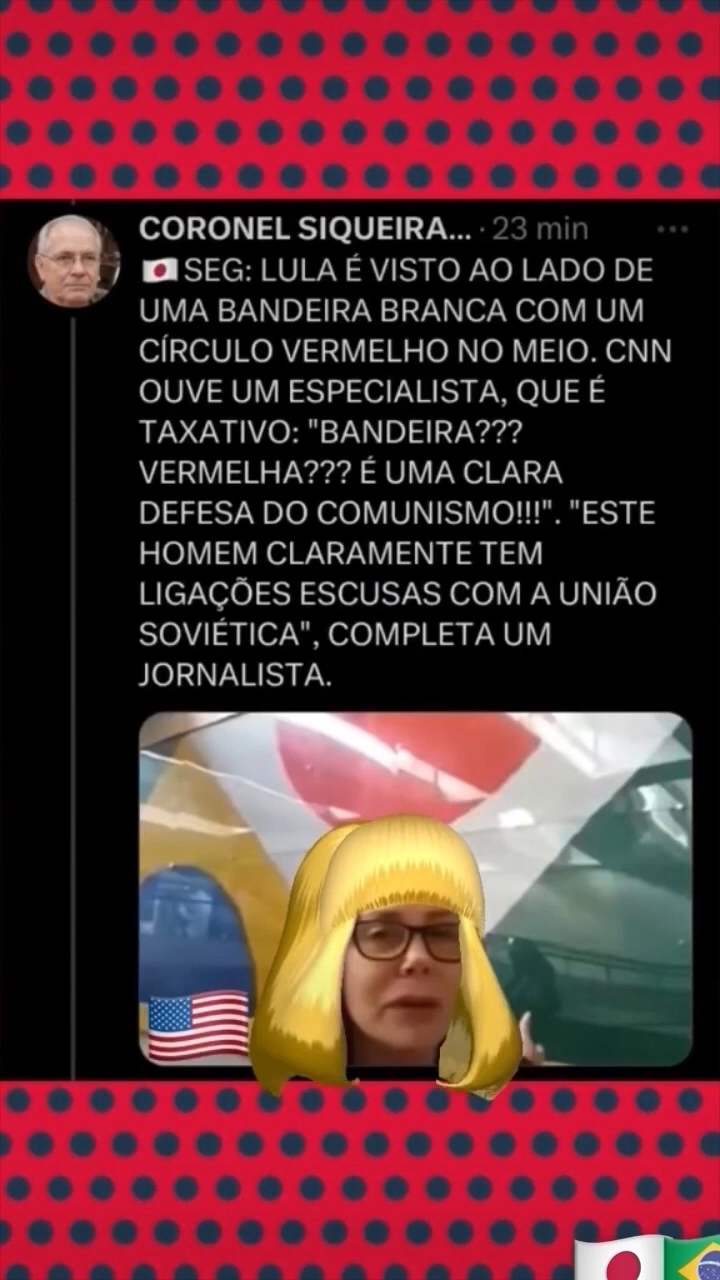 CORONEL SIQUEIRA... · 23 min
🇯🇵 SEG: LULA É VISTO AO LADO DE
UMA BANDEIRA BRANCA COM UM
CÍRCULO VERMELHO NO MEIO. CNN
OUVE UM ESPECIALISTA, QUE É
TAXATIVO: "BANDEIRA???
VERMELHA??? É UMA CLARA
DEFESA DO COMUNISMO!!!". "ESTE
HOMEM CLARAMENTE TEM
LIGAÇÕES ESCUSAS COM A UNIÃO
SOVIÉTICA", COMPLETA UM
JORNALISTA.